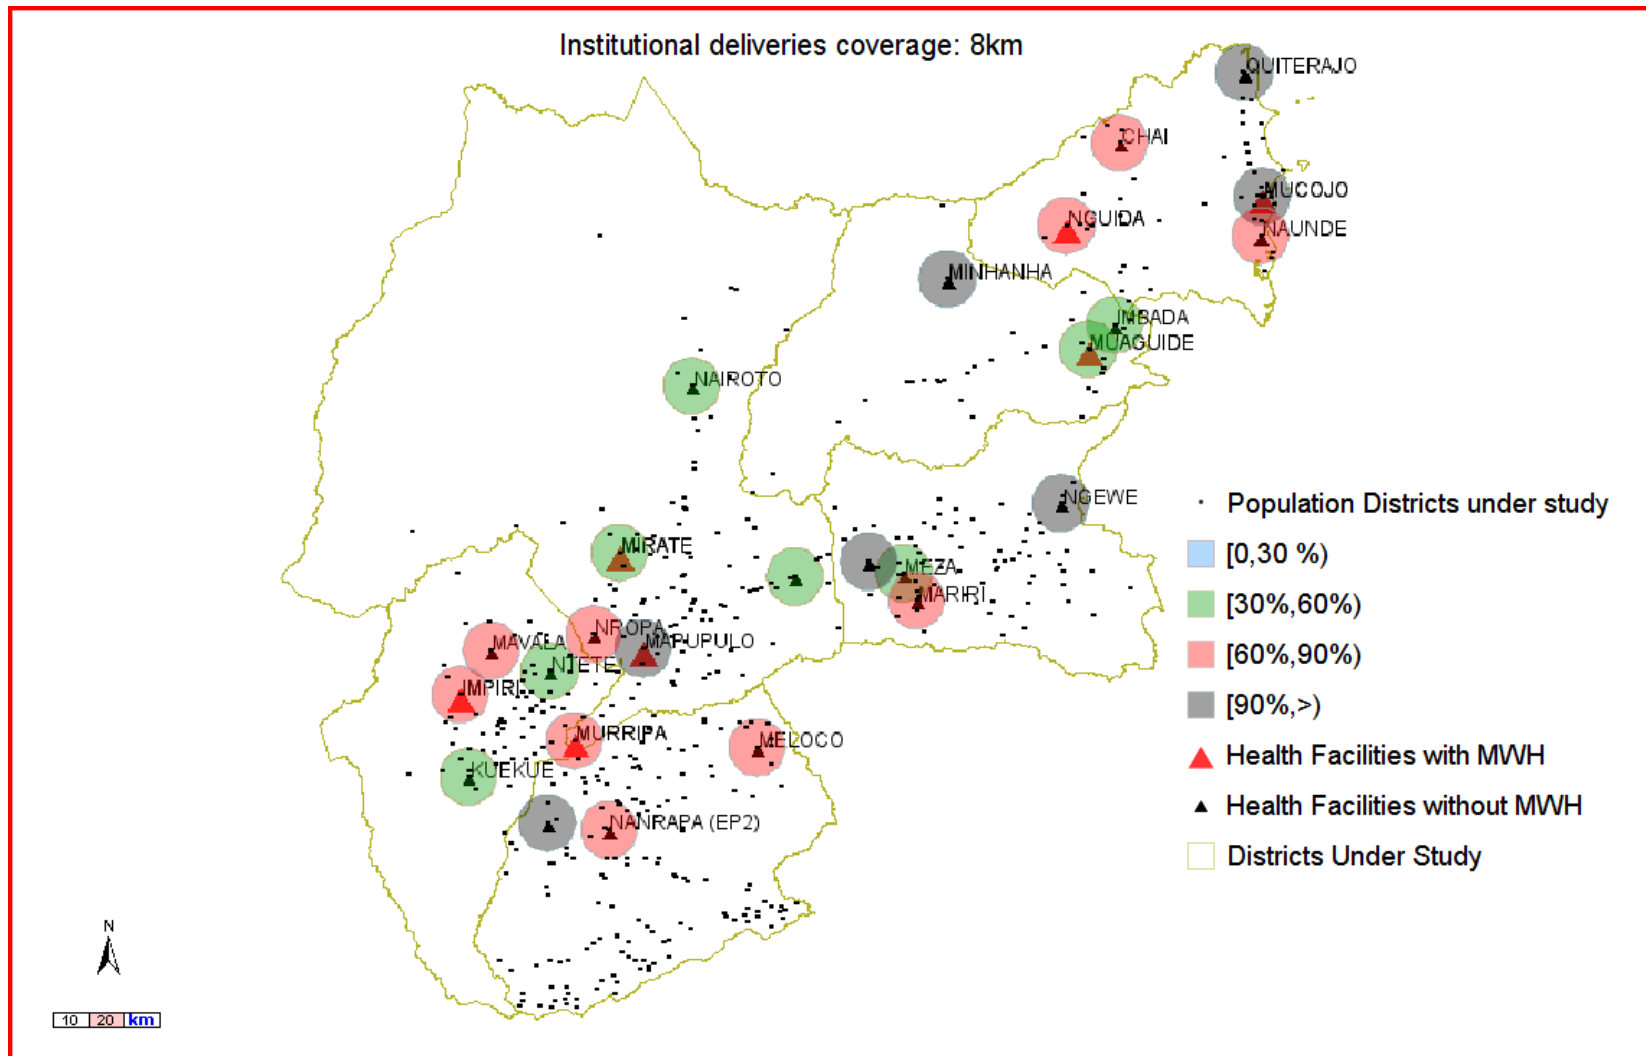 Institutional deliveries coverage: 8km
QUITERAJO
CHAI
MUCOJO
NGUIDA
NAUNDE
MINHANHA
IMBADA
MUAGUIDE
NAIROTO
NGEWE
MIRATE
MEZA
MARIRI
NROPA
MAVALA
MAPUPULO
NTETE
IMPIRI
MURRIPA
MELOCO
KUEKUE
NANRAPA (EP2)
Population Districts under study
[0,30 %)
[30%,60%)
[60%,90%)
[90%,>)
Health Facilities with MWH
Health Facilities without MWH
Districts Under Study
N
10 20 km